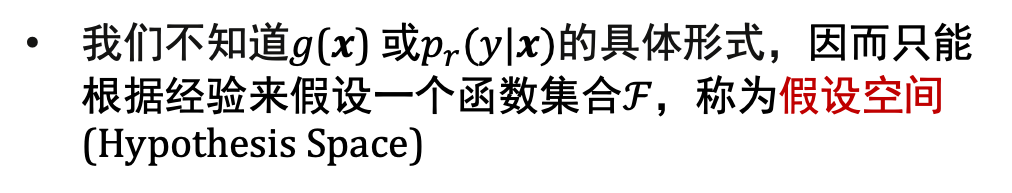 • 我们不知道g(x) 或pr(y|x)的具体形式，因而只能
根据经验来假设一个函数集合ℱ，称为假设空间
(Hypothesis Space)